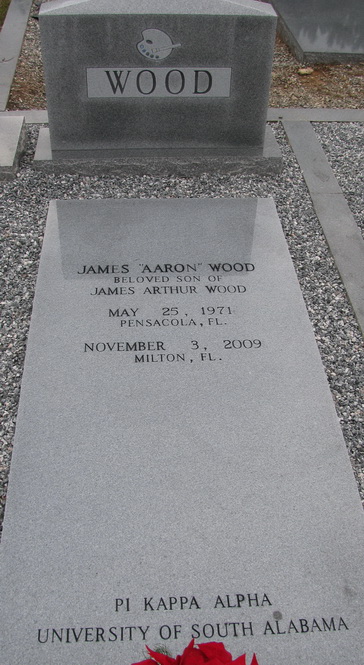 WOOD
JAMES "AARON" WOOD
BELOVED SON OF
JAMES ARTHUR WOOD
MAY 25, 1971
PENSACOLA, FL.
NOVEMBER 3, 2009
MILTON, FL.
PI KAPPA ALPHA
UNIVERSITY OF SOUTH ALABAMA